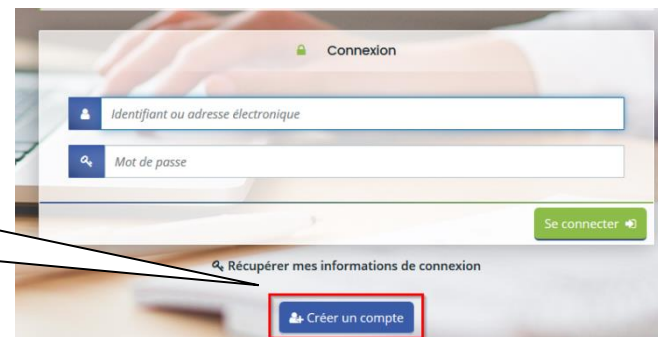 Connexion
Identifiant ou adresse électronique
Mot de passe
Se connecter
Récupérer mes informations de connexion
Créer un compte